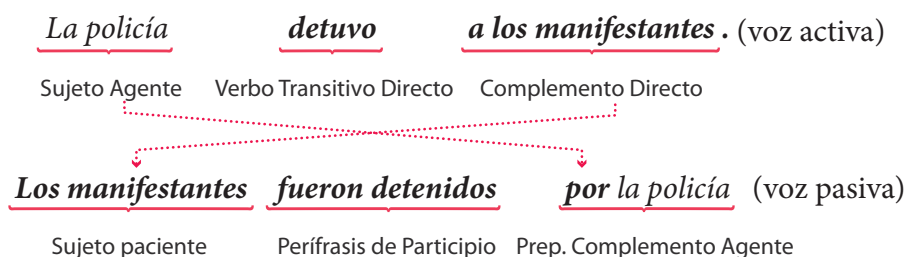 La policía detuvo a los manifestantes . (voz activa)
Sujeto Agente Verbo Transitivo Directo Complemento Directo
Los manifestantes fueron detenidos por la policía (voz pasiva)
Sujeto paciente Perífrasis de Participio Prep. Complemento Agente